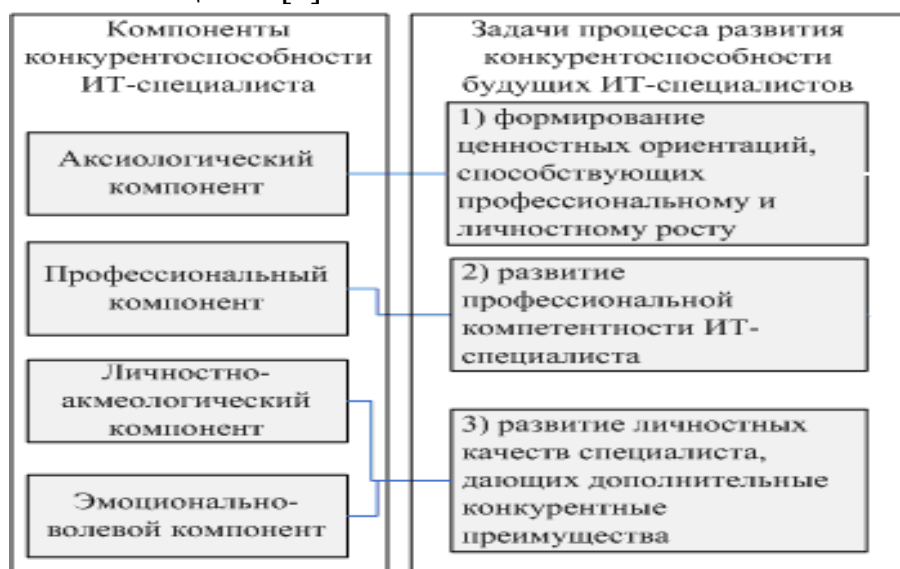 Компоненты
конкурентоспособности
ИТ-специалиста
Аксиологический
компонент
Профессиональный
компонент
Личностно-
акмеологический
компонент
Эмоционально-
волевой компонент
Задачи процесса развития
конкурентоспособности
будущих ИТ-специалистов
1) формирование
ценностных ориентаций,
способствующих
профессиональному и
личностному росту
2) развитие
профессиональной
компетентности ИТ-
специалиста
3) развитие личностных
качеств специалиста,
дающих дополнительные
конкурентные
преимущества